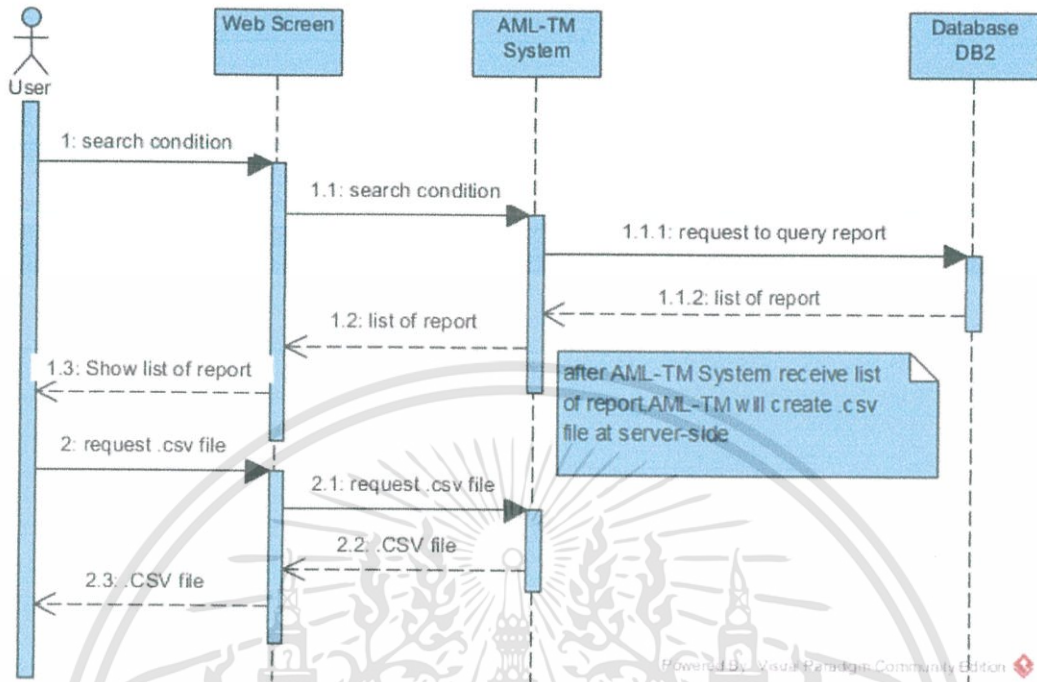 Web Screen
AML-TM
System
Database
DB2
User
1: search condition
1.1: search condition
1.1.1: request to query report
1.1.2: list of report
1.2: list of report
1.3: Show list of report
after AML-TM System receive list
of report,AML-TM will create .csv
file at server-side
2: request .csv file
2.1: request .csv file
2.2: .CSV file
2.3: .CSV file
Powered By Visual Paradigm Community Edition